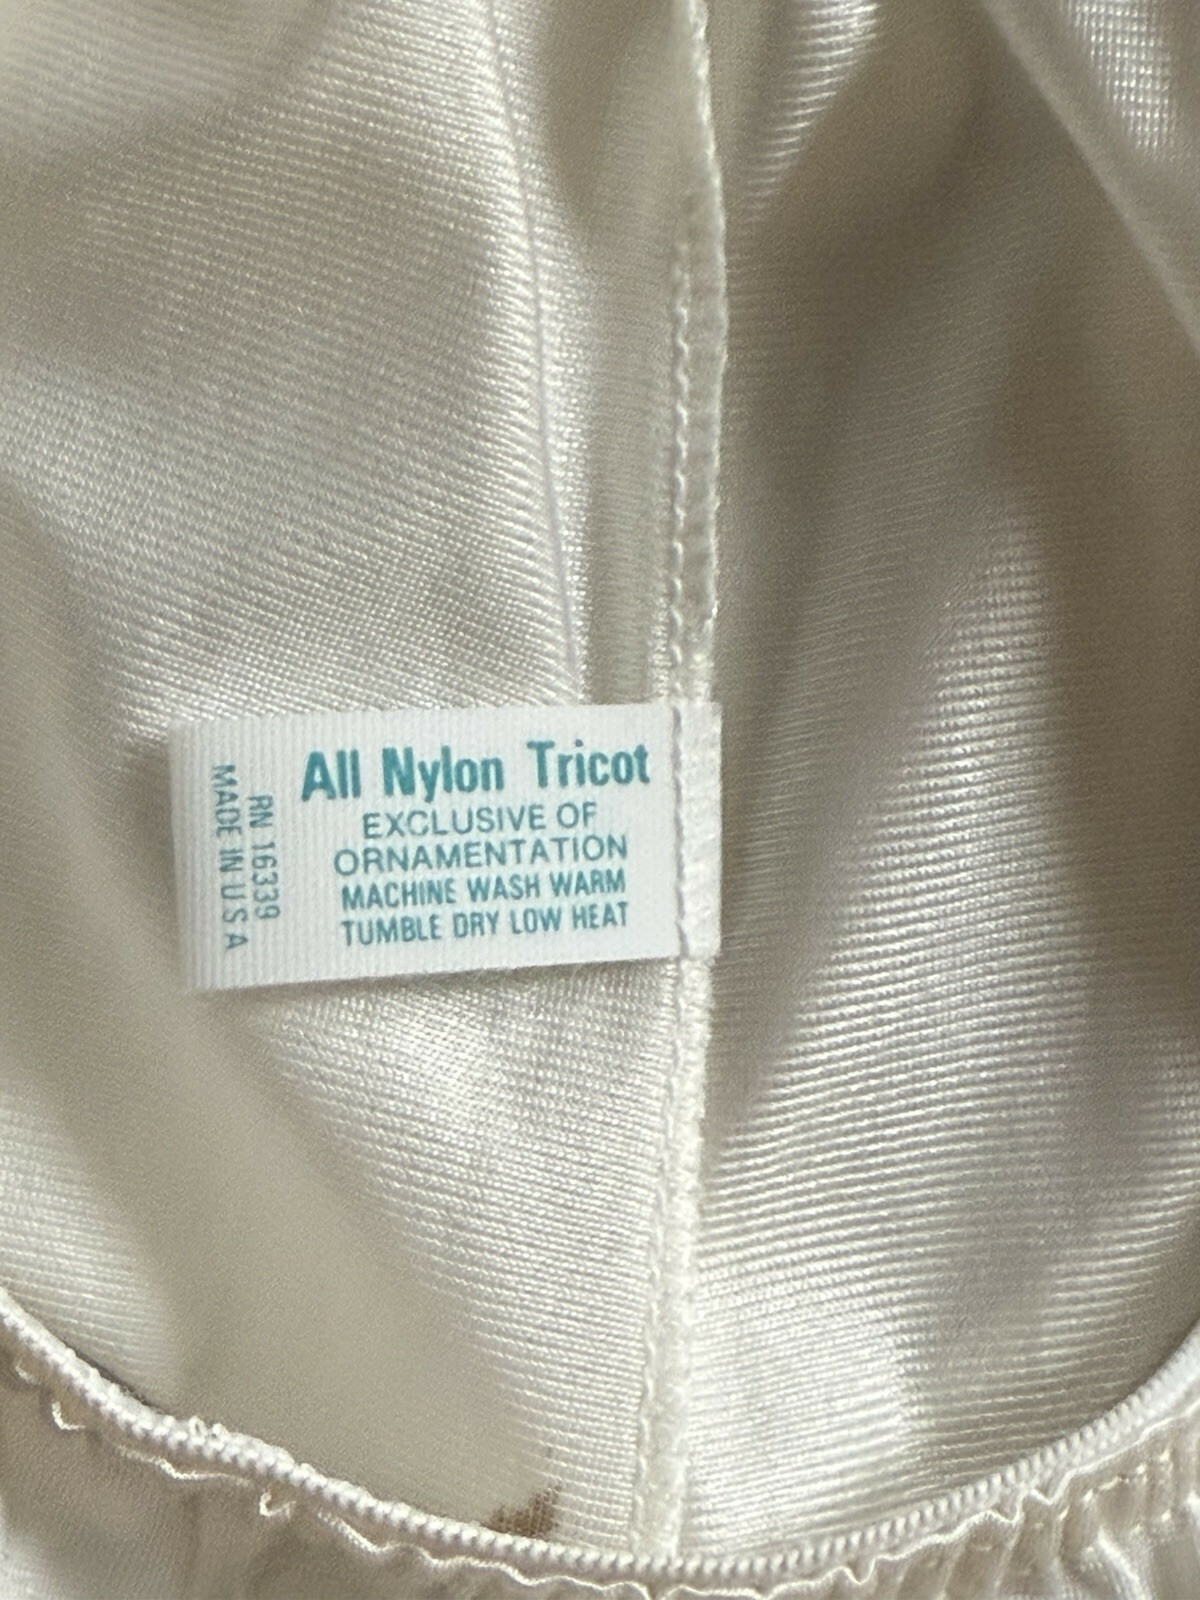 All Nylon Tricot
EXCLUSIVE OF
ORNAMENTATION
MACHINE WASH WARM
TUMBLE DRY LOW HEAT
RN 16339
MADE IN U S A